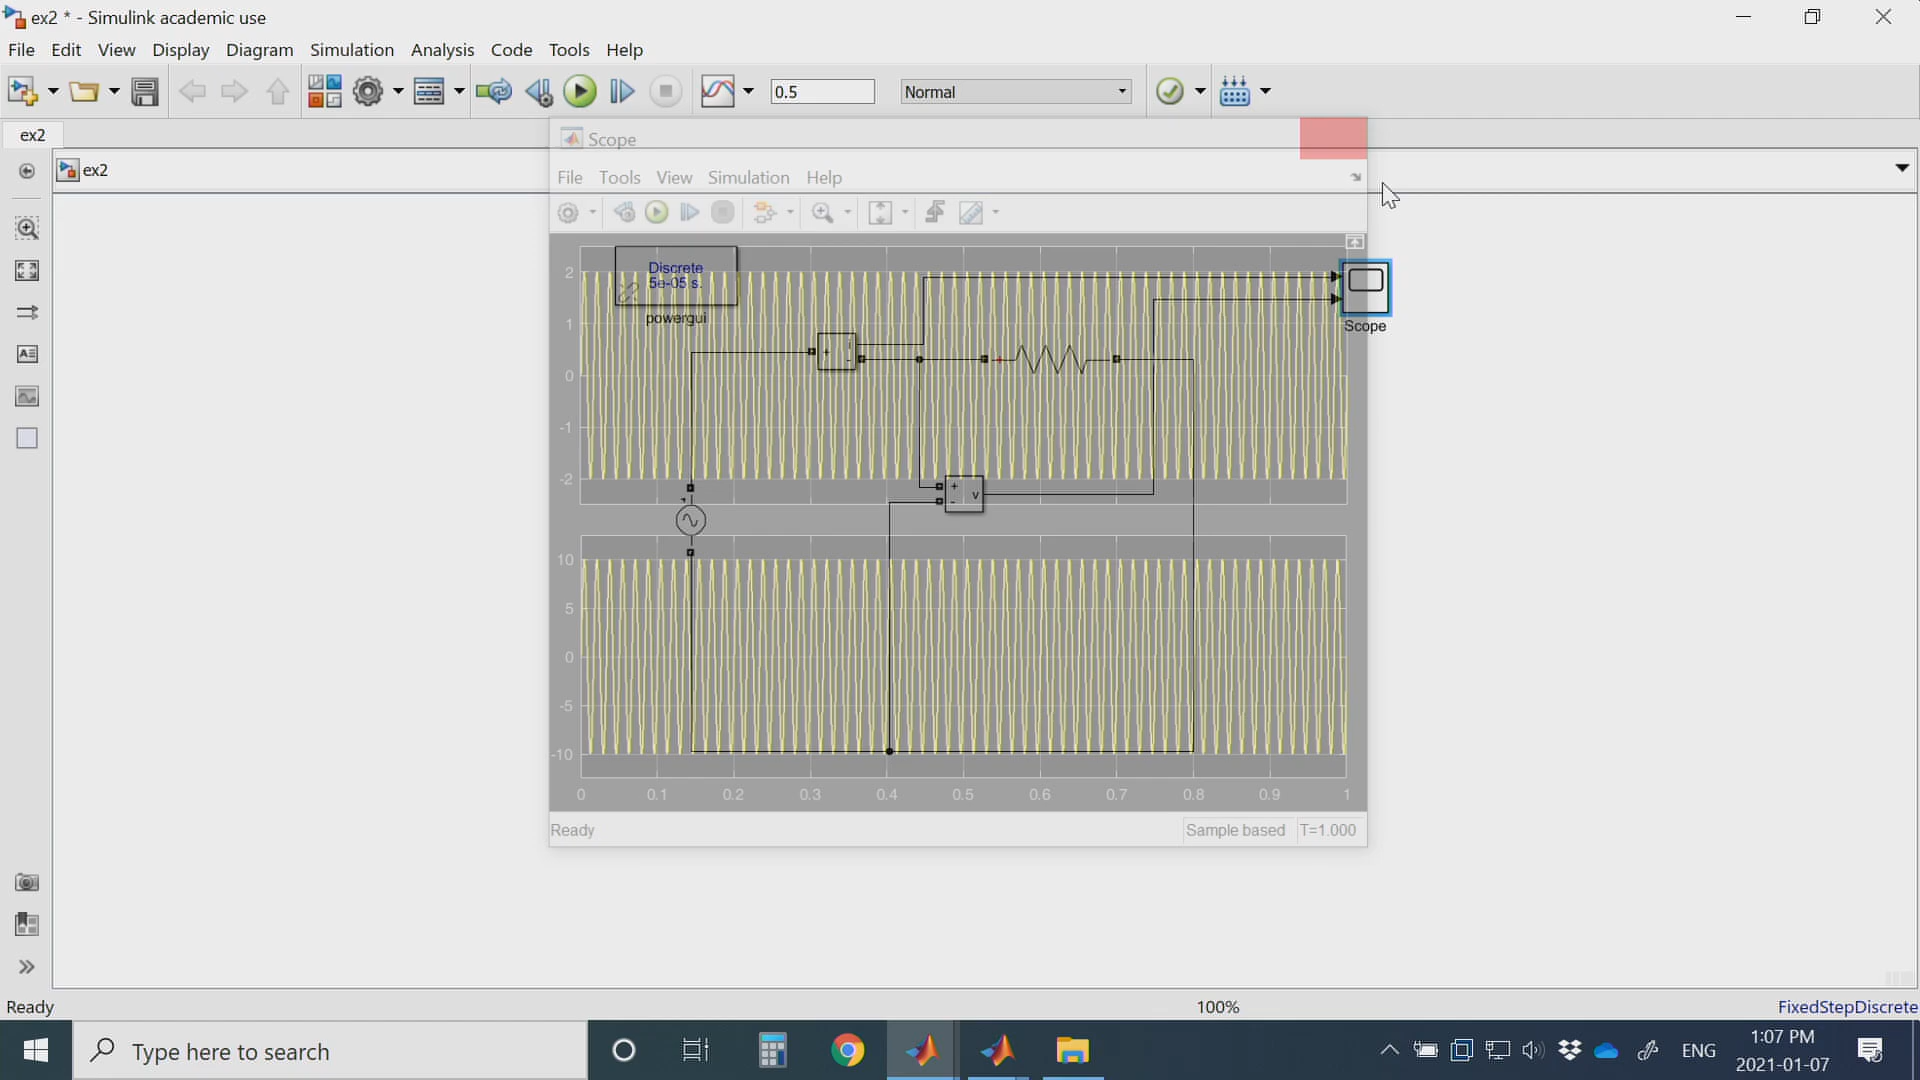 ex2 * - Simulink academic use
File Edit View Display Diagram Simulation Analysis Code Tools Help
0.5 Normal
ex2
ex2
Scope
File Tools View Simulation Help
Discrete
5e-05 s.
powergui
Scope
2
1
0
-1
-2
+ i
-
+ v
-
10
5
0
-5
-10
0 0.1 0.2 0.3 0.4 0.5 0.6 0.7 0.8 0.9 1
Ready Sample based T=1.000
Ready 100% FixedStepDiscrete
Type here to search
ENG
1:07 PM
2021-01-07